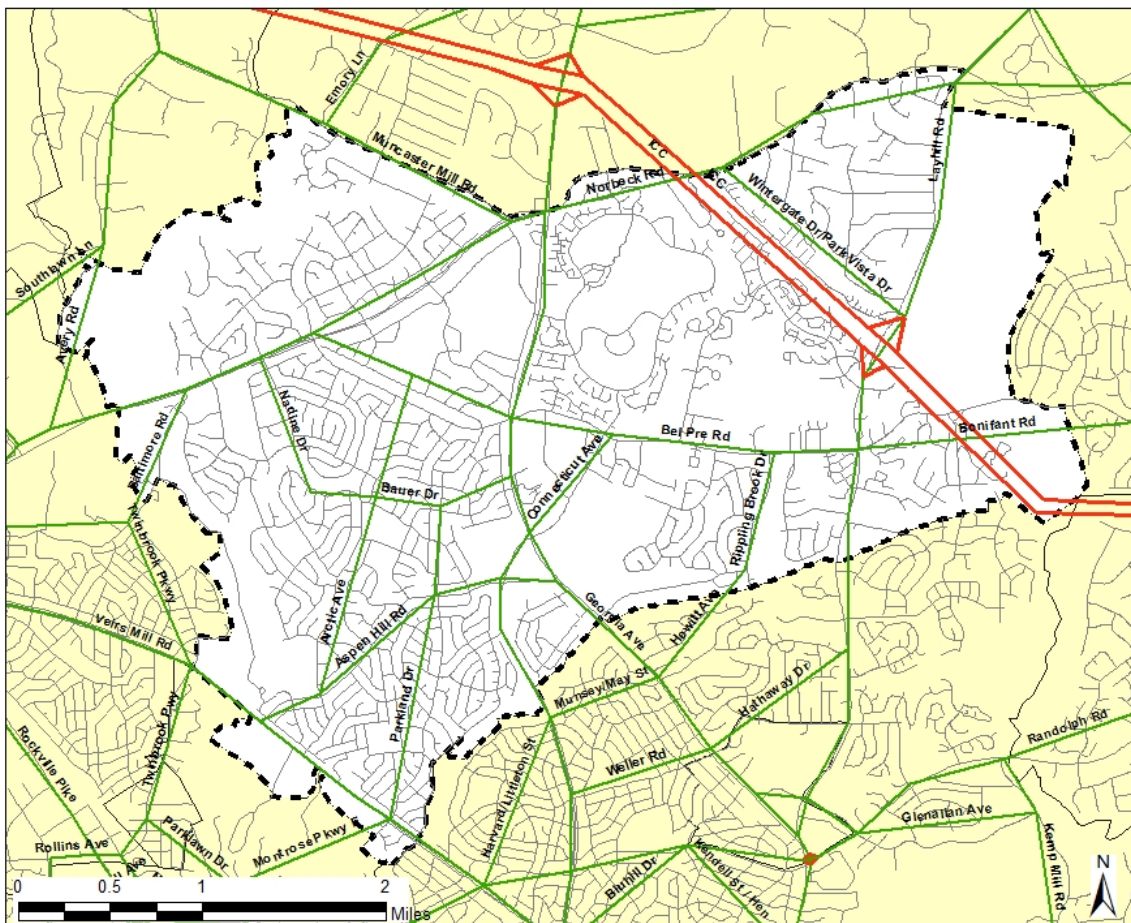 Emory Ln
Muncaster Mill Rd
ICC
Norbeck Rd
ICC
Wintergate Dr/Park Vista Dr
Layhill Rd
Southlawn Ln
Avery Rd
Nadine Dr
Baltimore Rd
Bauer Dr
Connecticut Ave
Bel Pre Rd
Bonifant Rd
Rippling Brook Dr
Twinbrook Pkwy
Veirs Mill Rd
Arctic Ave
Aspen Hill Rd
Georgia Ave
Hewitt Ave
Parkland Dr
Munsey/May St
Hathaway Dr
Rockville Pike
Twinbrook Pwy
Weller Rd
Randolph Rd
Harvard/Littleton St
Glenallan Ave
Parklawn Dr
Montrose Pkwy
Rollins Ave
Bluhill Dr
Kendell St / Hen
Kemp Mill Rd
N
0 0.5 1 2
Miles